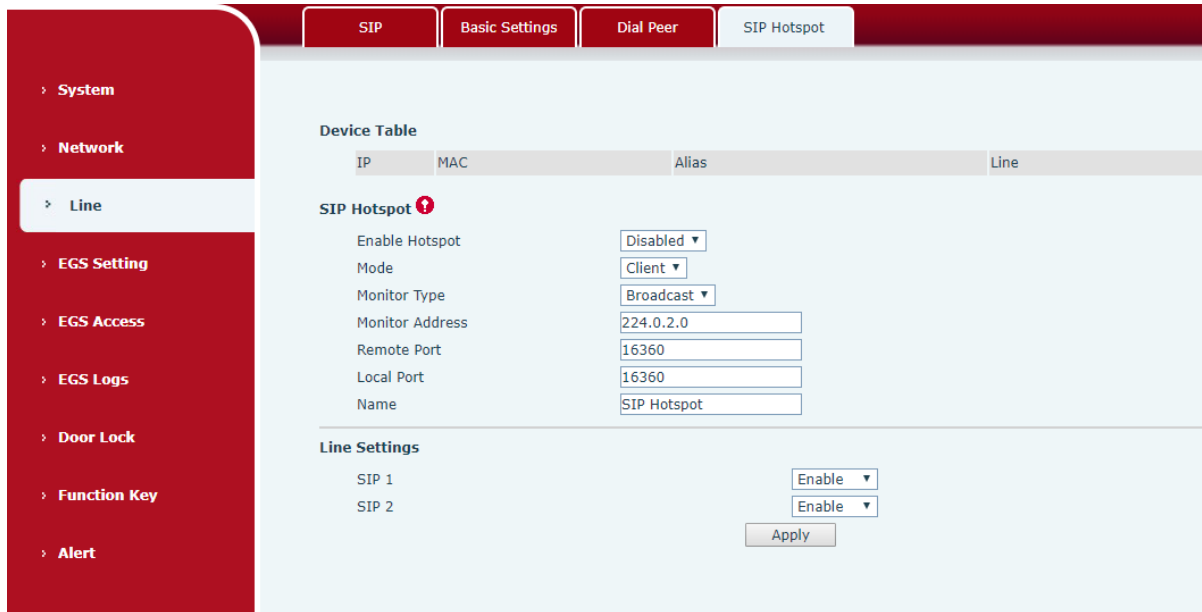 SIP Basic Settings Dial Peer SIP Hotspot
System
Network
Line
EGS Setting
EGS Access
EGS Logs
Door Lock
Function Key
Alert
Device Table
IP MAC Alias Line
SIP Hotspot
Enable Hotspot Disabled
Mode Client
Monitor Type Broadcast
Monitor Address 224.0.2.0
Remote Port 16360
Local Port 16360
Name SIP Hotspot
Line Settings
SIP 1 Enable
SIP 2 Enable
Apply